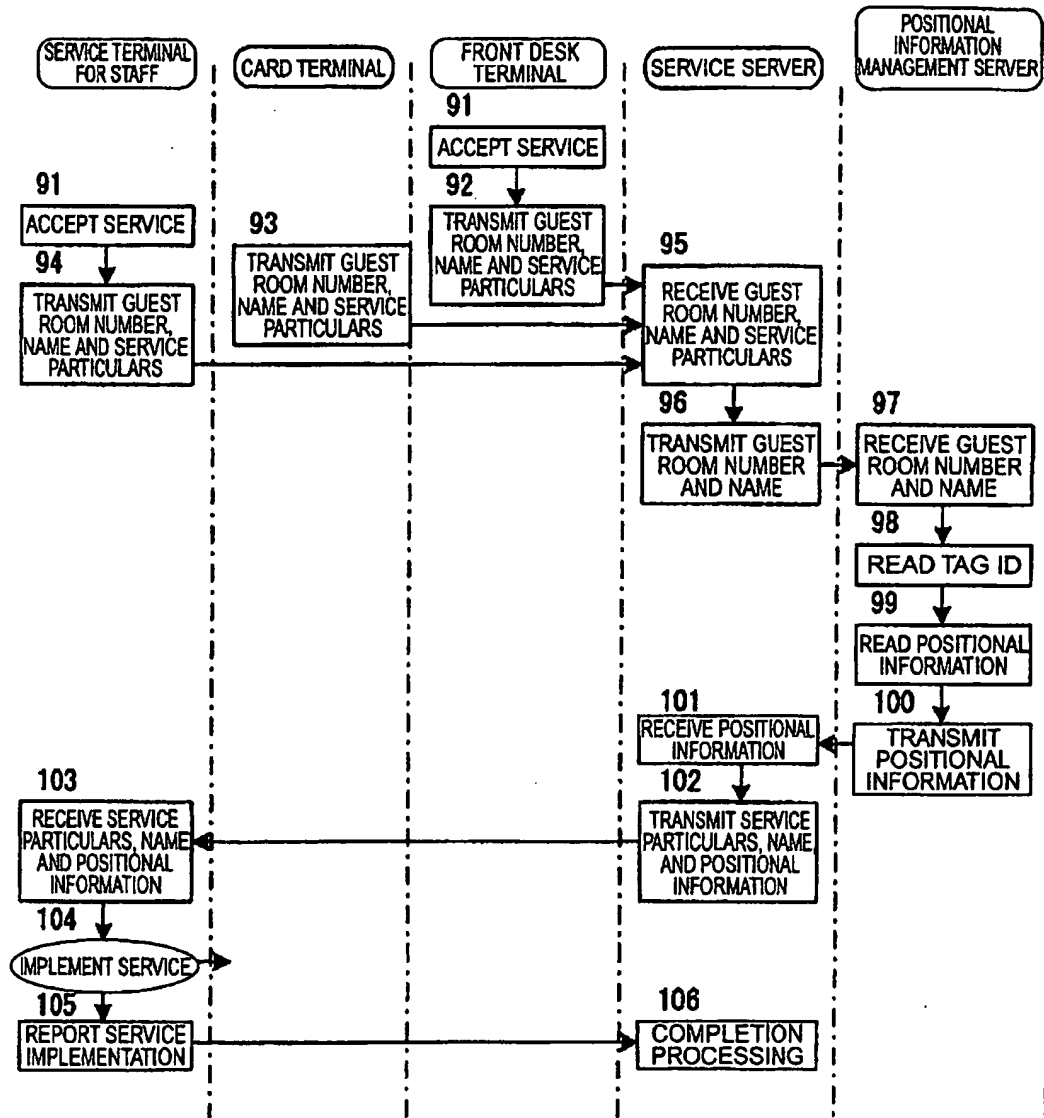 SERVICE TERMINAL
FOR STAFF
CARD TERMINAL
FRONT DESK
TERMINAL
SERVICE SERVER
POSITIONAL
INFORMATION
MANAGEMENT SERVER
91
ACCEPT SERVICE
92
TRANSMIT GUEST
ROOM NUMBER,
NAME AND SERVICE
PARTICULARS
91
ACCEPT SERVICE
94
TRANSMIT GUEST
ROOM NUMBER,
NAME AND SERVICE
PARTICULARS
93
TRANSMIT GUEST
ROOM NUMBER,
NAME AND SERVICE
PARTICULARS
95
RECEIVE GUEST
ROOM NUMBER,
NAME AND SERVICE
PARTICULARS
96
TRANSMIT GUEST
ROOM NUMBER
AND NAME
97
RECEIVE GUEST
ROOM NUMBER
AND NAME
98
READ TAG ID
99
READ POSITIONAL
INFORMATION
100
TRANSMIT
POSITIONAL
INFORMATION
101
RECEIVE POSITIONAL
INFORMATION
102
TRANSMIT SERVICE
PARTICULARS, NAME
AND POSITIONAL
INFORMATION
103
RECEIVE SERVICE
PARTICULARS, NAME
AND POSITIONAL
INFORMATION
104
IMPLEMENT SERVICE
105
REPORT SERVICE
IMPLEMENTATION
106
COMPLETION
PROCESSING